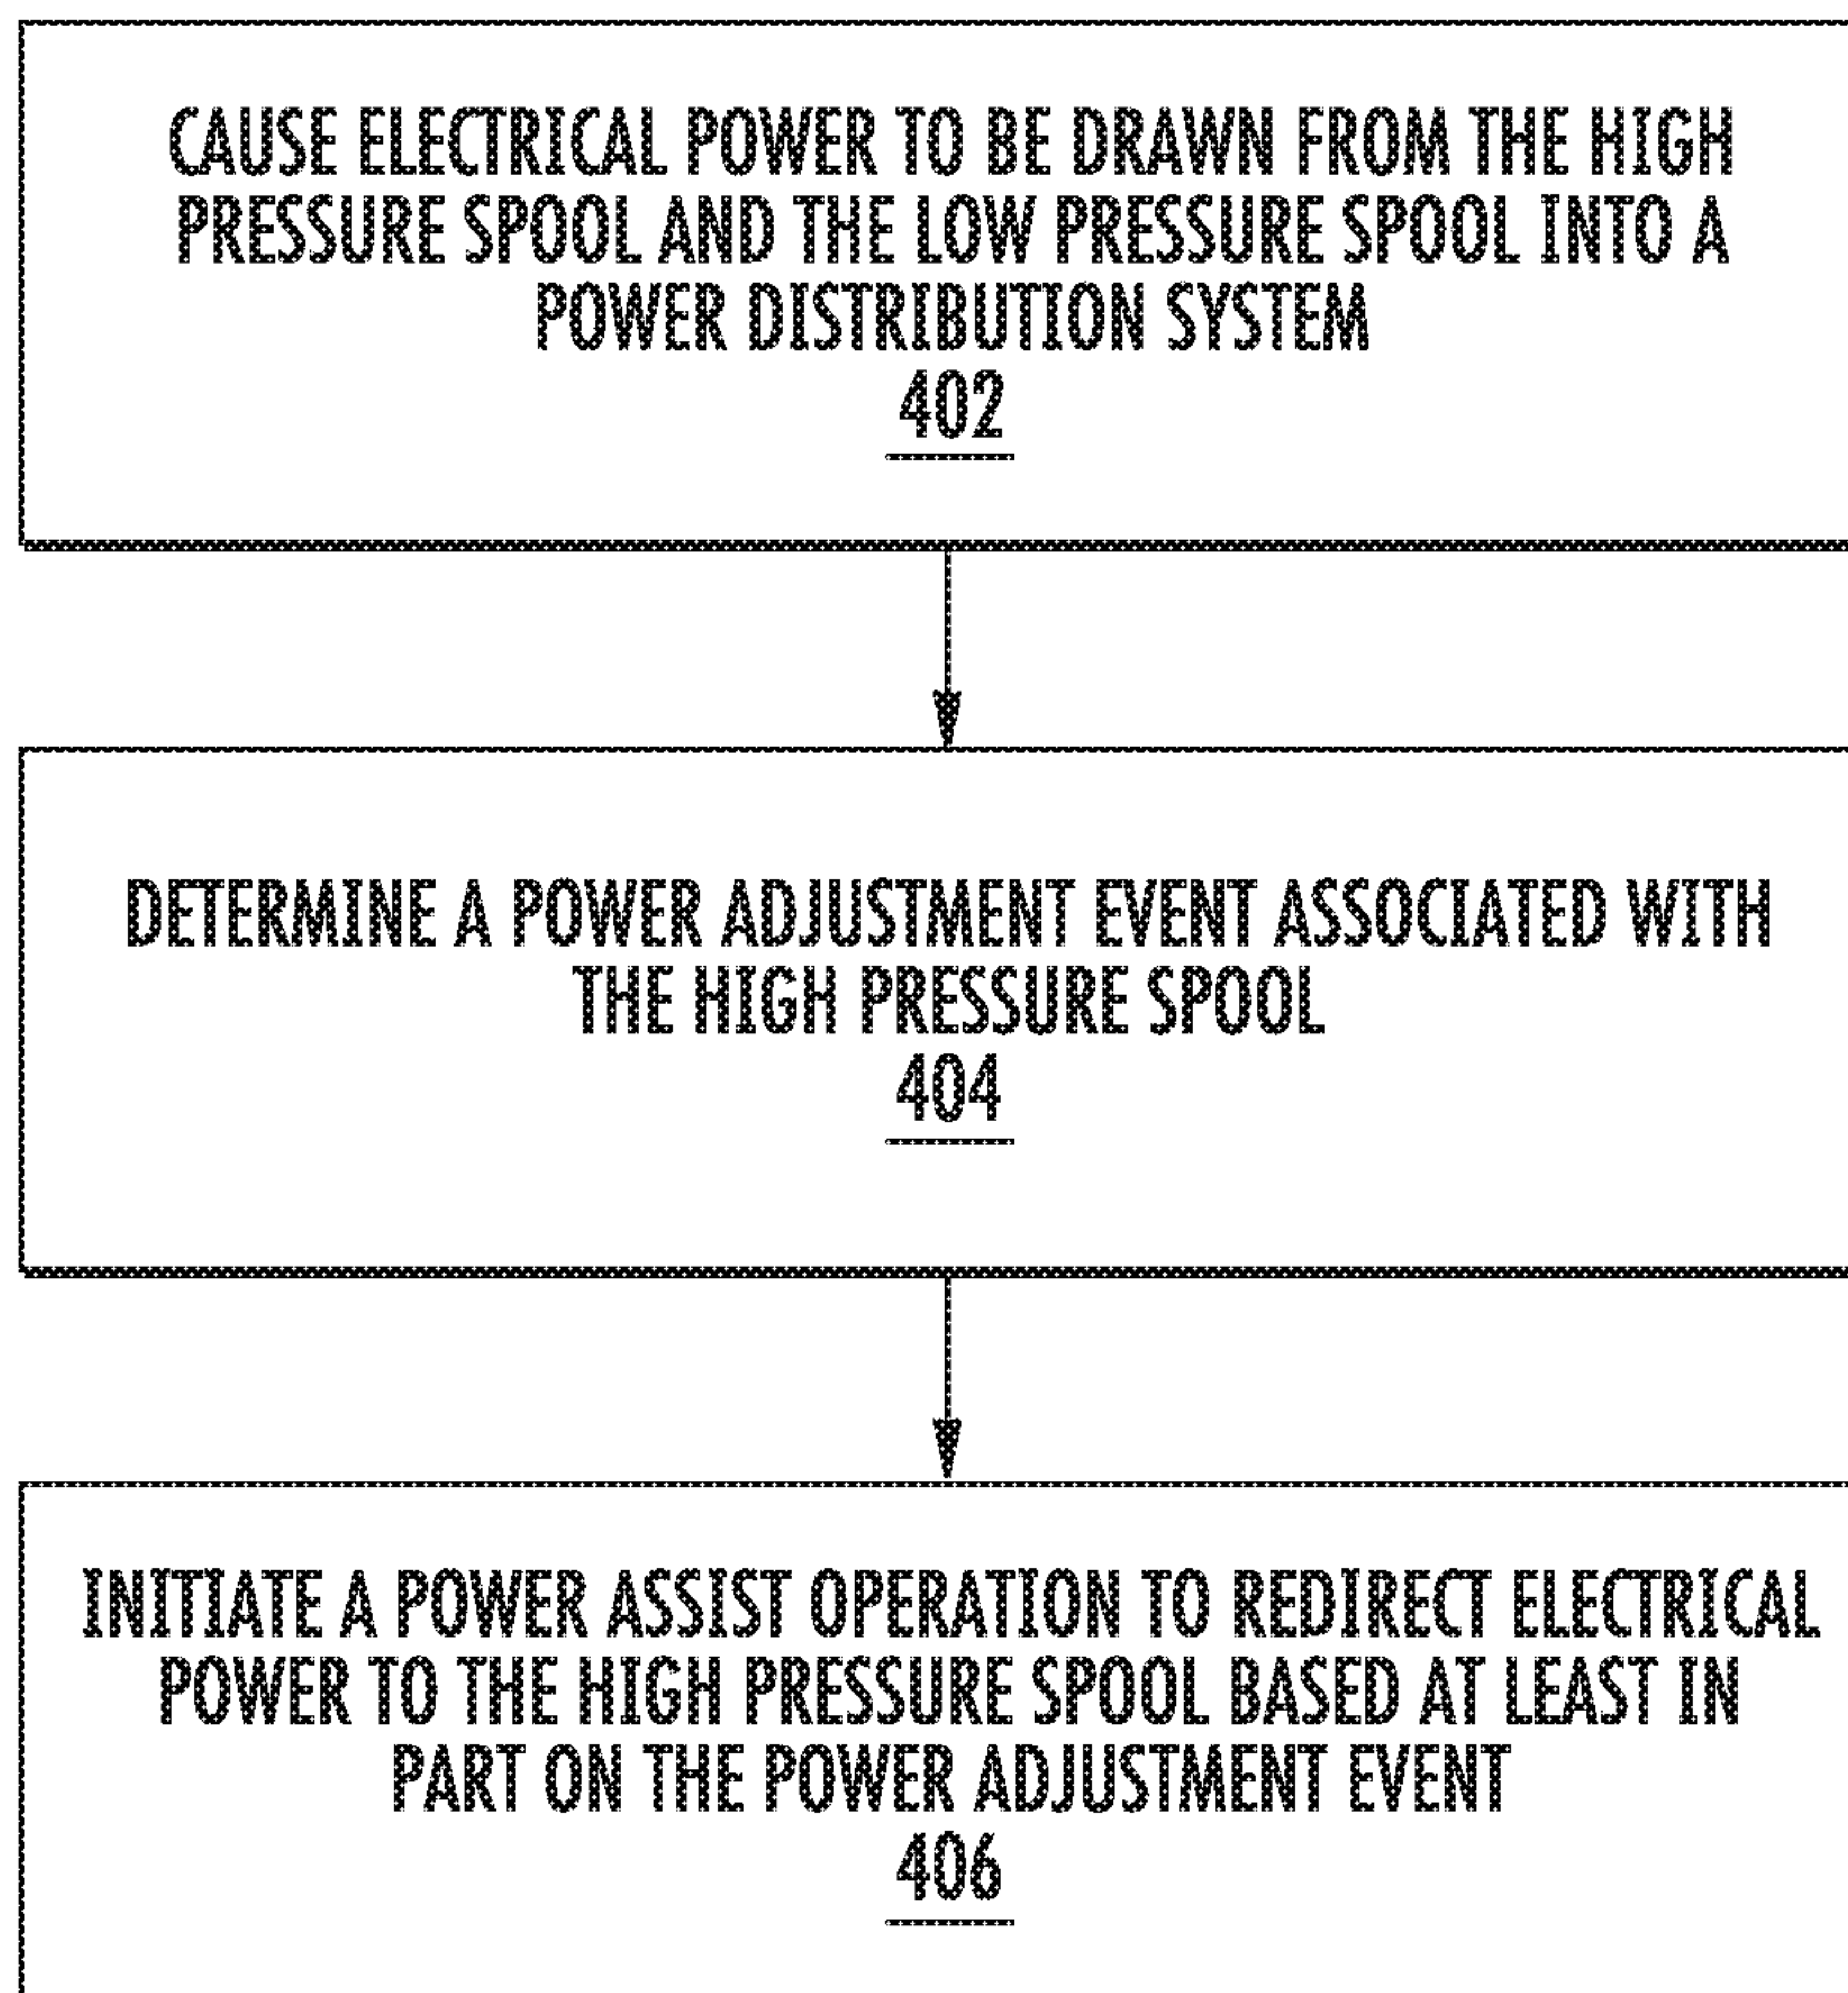 CAUSE ELECTRICAL POWER TO BE DRAWN FROM THE HIGH
PRESSURE SPOOL AND THE LOW PRESSURE SPOOL INTO A
POWER DISTRIBUTION SYSTEM
402
DETERMINE A POWER ADJUSTMENT EVENT ASSOCIATED WITH
THE HIGH PRESSURE SPOOL
404
INITIATE A POWER ASSIST OPERATION TO REDIRECT ELECTRICAL
POWER TO THE HIGH PRESSURE SPOOL BASED AT LEAST IN
PART ON THE POWER ADJUSTMENT EVENT
406